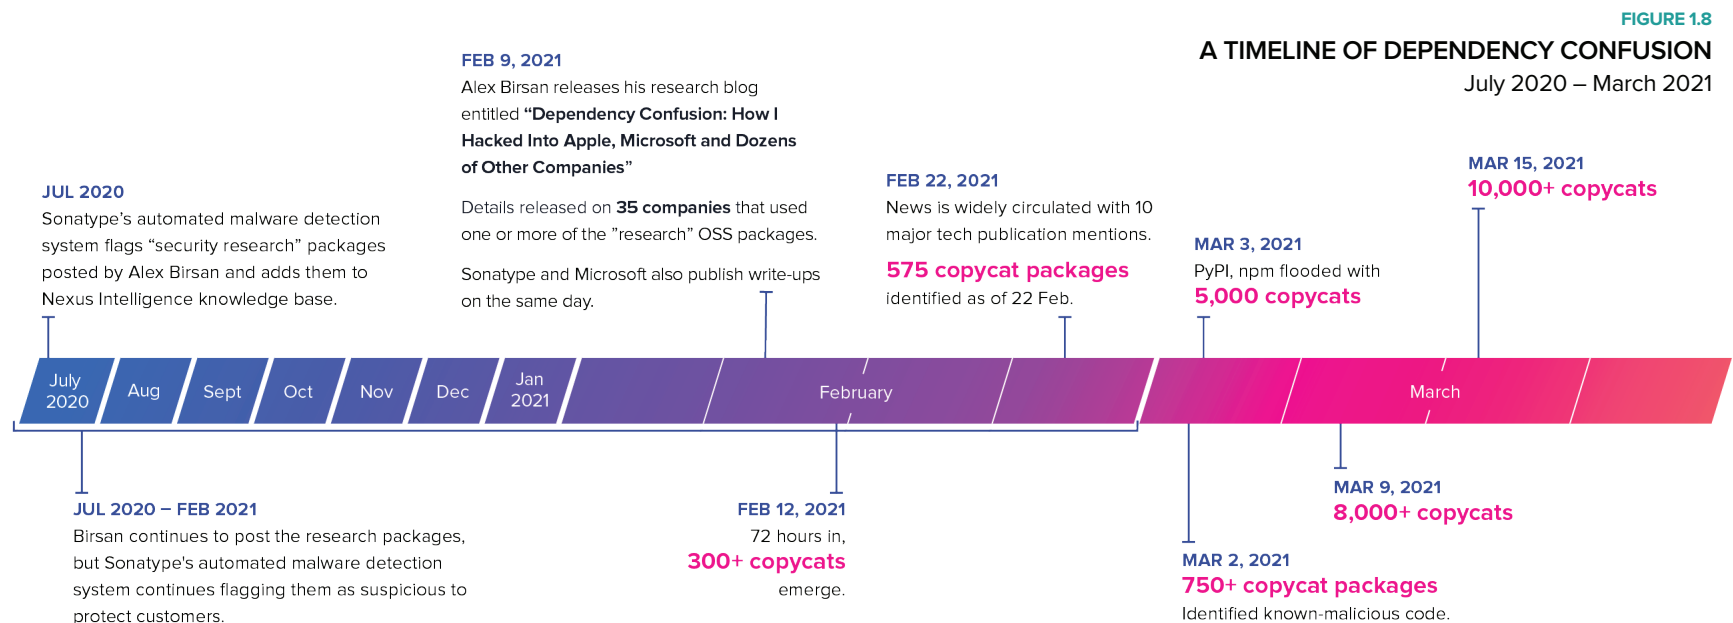 FIGURE 1.8
A TIMELINE OF DEPENDENCY CONFUSION
July 2020 – March 2021
JUL 2020
Sonatype’s automated malware detection
system flags “security research” packages
posted by Alex Birsan and adds them to
Nexus Intelligence knowledge base.
FEB 9, 2021
Alex Birsan releases his research blog
entitled “Dependency Confusion: How I
Hacked Into Apple, Microsoft and Dozens
of Other Companies”
Details released on 35 companies that used
one or more of the ”research” OSS packages.
Sonatype and Microsoft also publish write-ups
on the same day.
FEB 22, 2021
News is widely circulated with 10
major tech publication mentions.
575 copycat packages
identified as of 22 Feb.
MAR 3, 2021
PyPI, npm flooded with
5,000 copycats
MAR 15, 2021
10,000+ copycats
July
2020
Aug
Sept
Oct
Nov
Dec
Jan
2021
February
March
JUL 2020 – FEB 2021
Birsan continues to post the research packages,
but Sonatype's automated malware detection
system continues flagging them as suspicious to
protect customers.
FEB 12, 2021
72 hours in,
300+ copycats
emerge.
MAR 2, 2021
750+ copycat packages
Identified known-malicious code.
MAR 9, 2021
8,000+ copycats